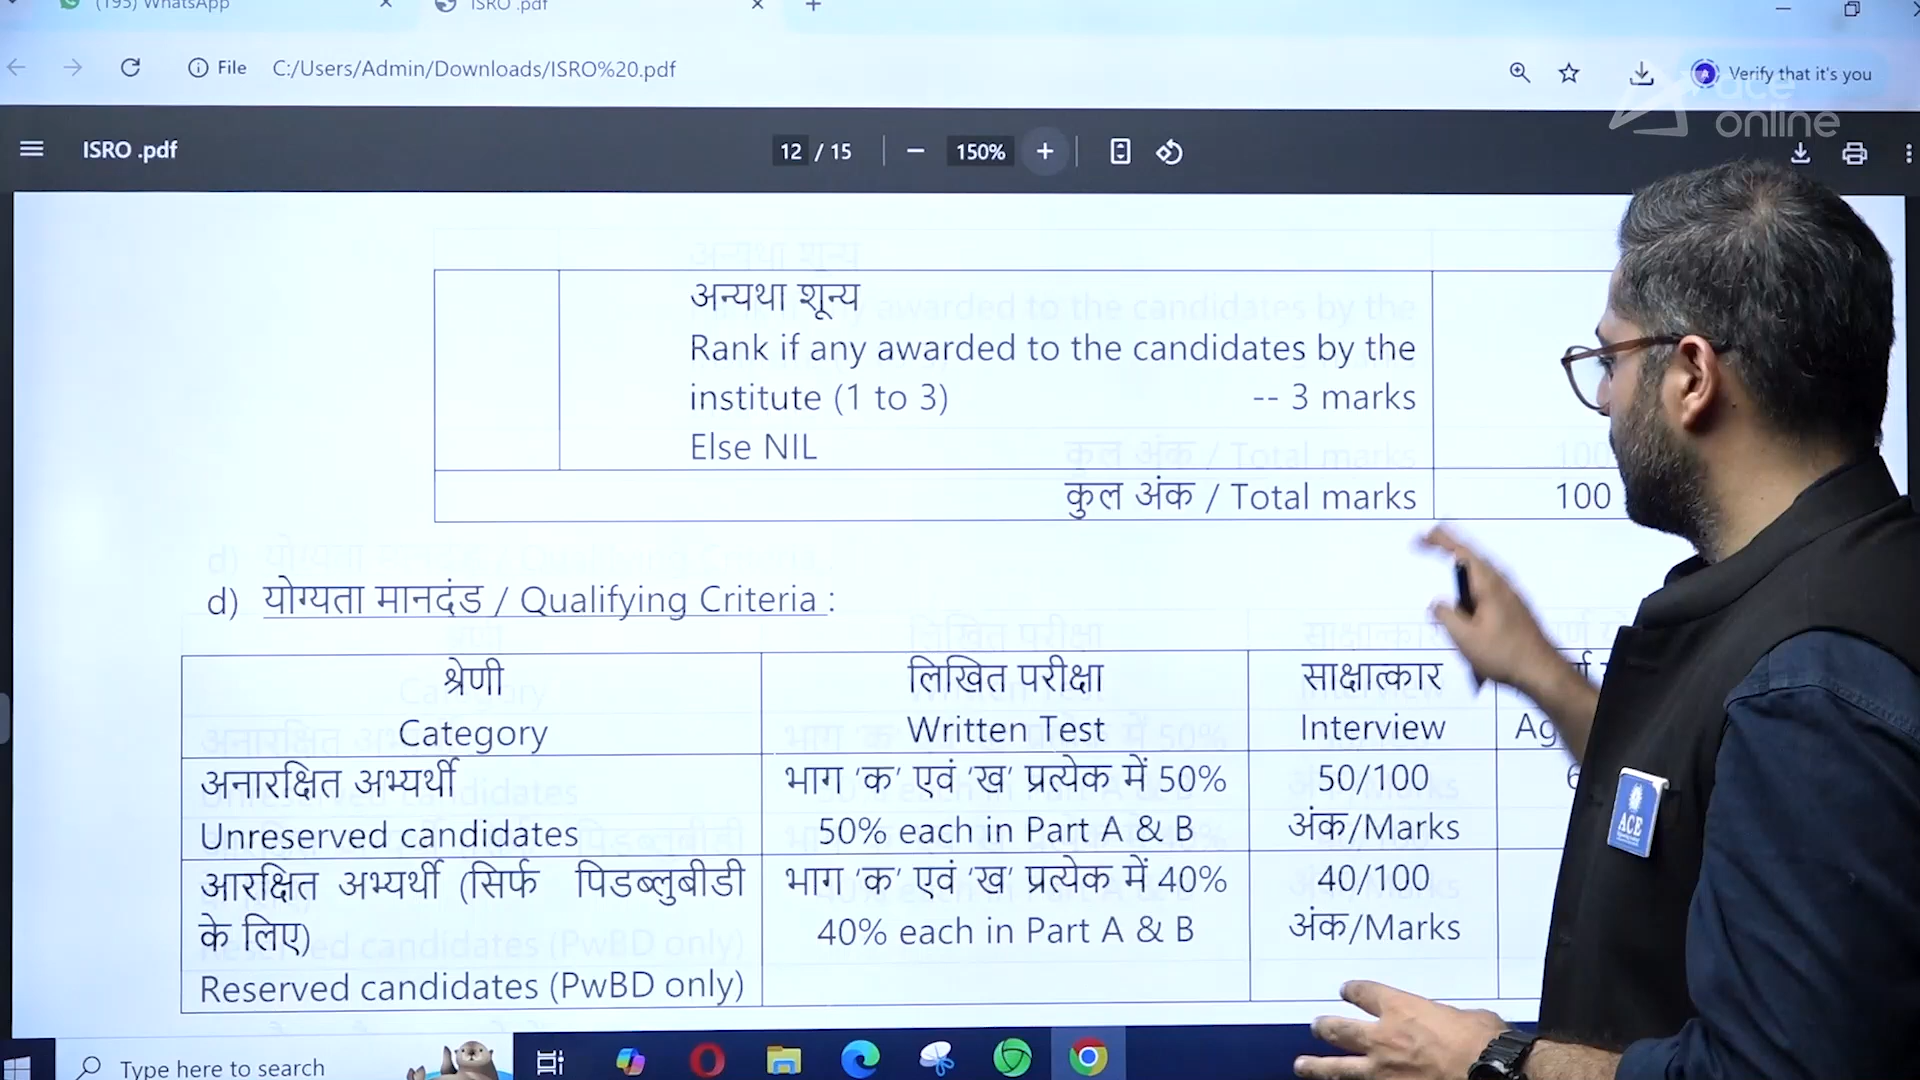 (195) WhatsApp
ISRO .pdf
File C:/Users/Admin/Downloads/ISRO%20.pdf
Verify that it's you
ace online
ISRO .pdf
12 / 15
150%
अन्यथा शून्य
Rank if any awarded to the candidates by the
institute (1 to 3) -- 3 marks
Else NIL
कुल अंक / Total marks 100
d) योग्यता मानदंड / Qualifying Criteria :
श्रेणी
Category
लिखित परीक्षा
Written Test
साक्षात्कार
Interview
अनारक्षित अभ्यर्थी
Unreserved candidates
भाग ‘क’ एवं ‘ख’ प्रत्येक में 50%
50% each in Part A & B
50/100
अंक/Marks
आरक्षित अभ्यर्थी (सिर्फ पिडब्लुबीडी
के लिए)
Reserved candidates (PwBD only)
भाग ‘क’ एवं ‘ख’ प्रत्येक में 40%
40% each in Part A & B
40/100
अंक/Marks
ACE
Type here to search